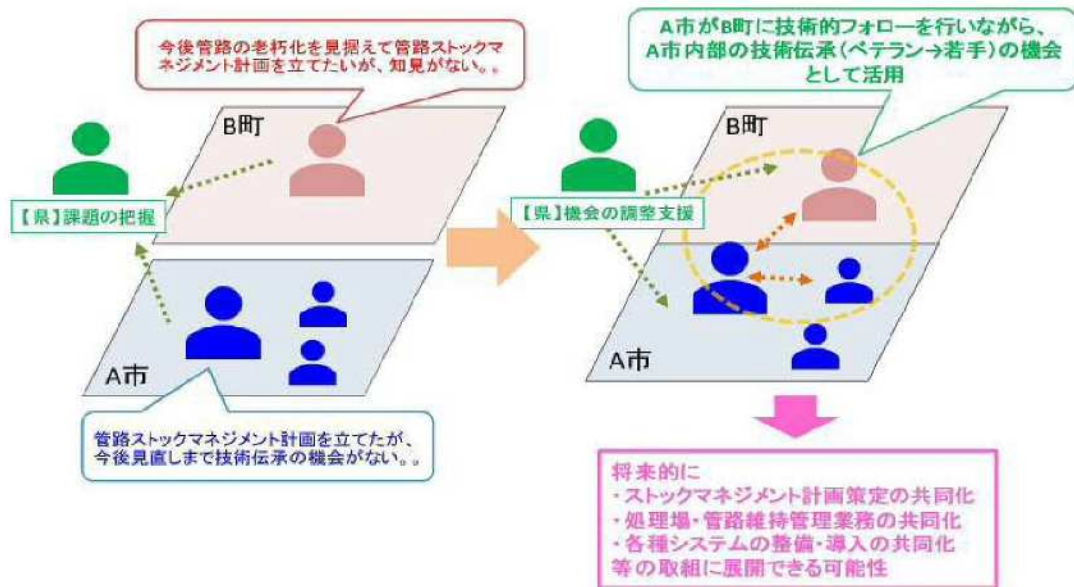 今後管路の老朽化を見据えて管路ストックマ
ネジメント計画を立てたいが、知見がない。。
B町
【県】課題の把握
A市
管路ストックマネジメント計画を立てたが、
今後見直しまで技術伝承の機会がない。。
A市がB町に技術的フォローを行いながら、
A市内部の技術伝承(ベテラン→若手)の機会
として活用
B町
【県】機会の調整支援
A市
将来的に
・ストックマネジメント計画策定の共同化
・処理場・管路維持管理業務の共同化
・各種システムの整備・導入の共同化
等の取組に展開できる可能性